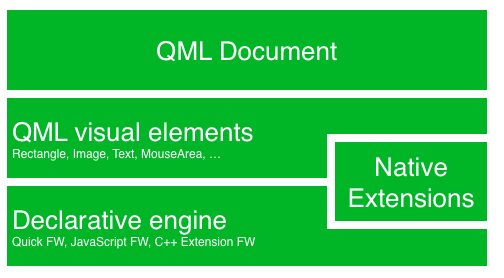 QML Document
QML visual elements
Rectangle, Image, Text, MouseArea, …
Native
Extensions
Declarative engine
Quick FW, JavaScript FW, C++ Extension FW